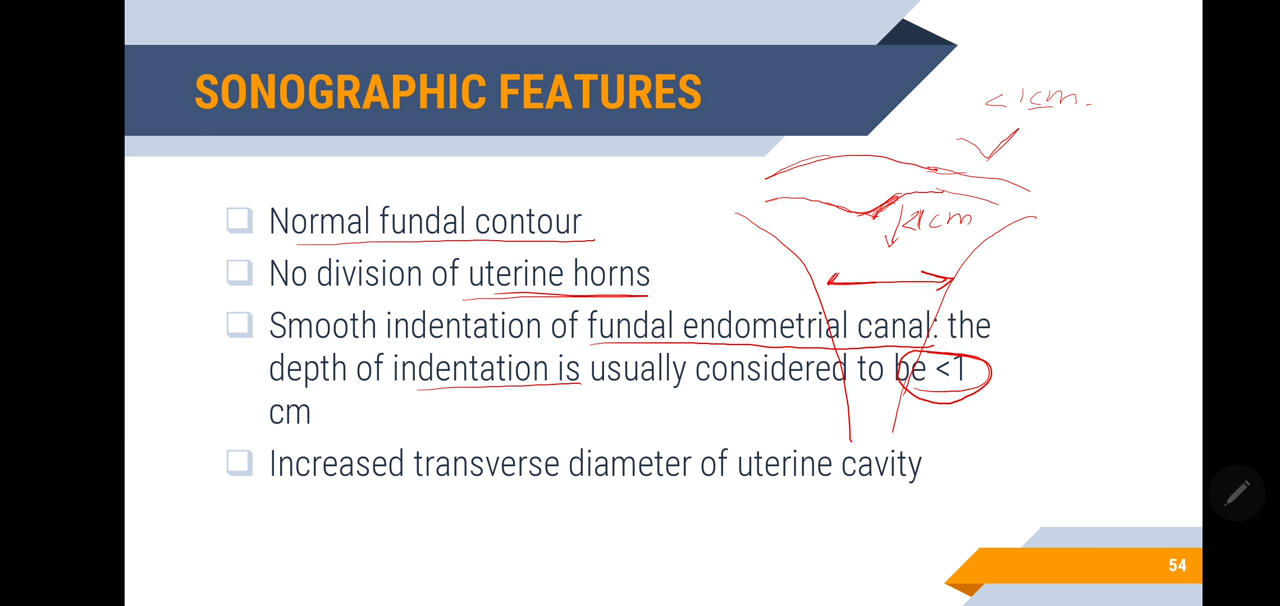 SONOGRAPHIC FEATURES
<1cm.
Normal fundal contour
<1cm
No division of uterine horns
Smooth indentation of fundal endometrial canal: the
depth of indentation is usually considered to be <1
cm
Increased transverse diameter of uterine cavity
54